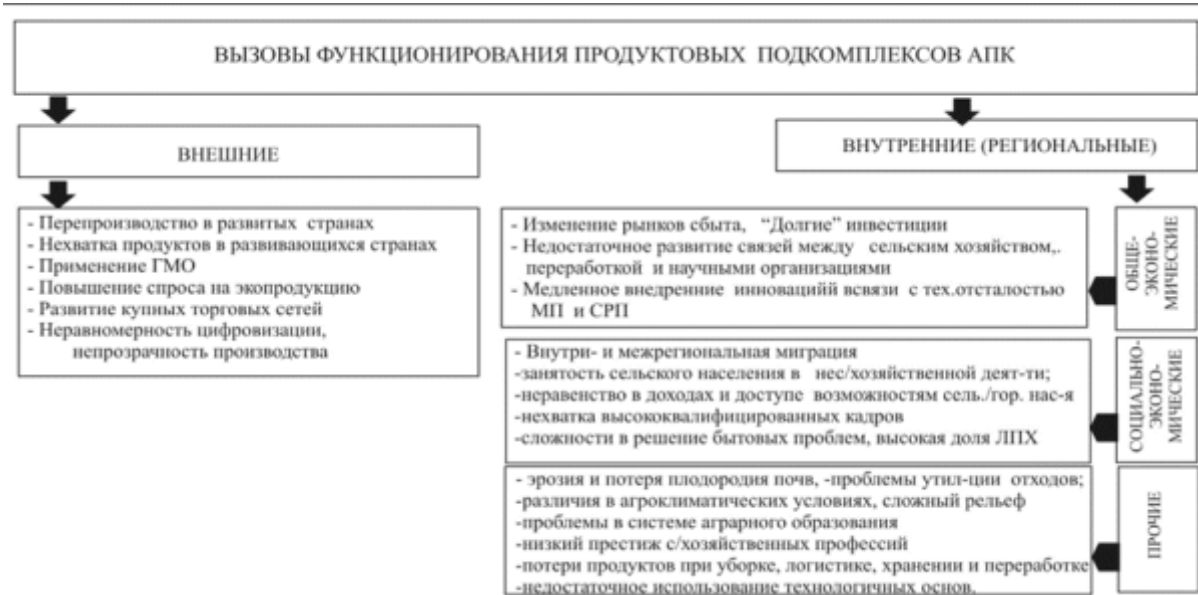 ВЫЗОВЫ ФУНКЦИОНИРОВАНИЯ ПРОДУКТОВЫХ ПОДКОМПЛЕКСОВ АПК
ВНЕШНИЕ
- Перепроизводство в развитых странах
- Нехватка продуктов в развивающихся странах
- Применение ГМО
- Повышение спроса на экопродукцию
- Развитие купных торговых сетей
- Неравномерность цифровизации,
непрозрачность производства
ВНУТРЕННИЕ (РЕГИОНАЛЬНЫЕ)
- Изменение рынков сбыта, “Долгие” инвестиции
- Недостаточное развитие связей между сельским хозяйством,.
переработкой и научными организациями
- Медленное внедренние инновацийй всвязи с тех.отсталостью
МП и СРП
ОБЩЕ-
ЭКОНО-
МИЧЕСКИЕ
- Внутри- и межрегиональная миграция
-занятость сельского населения в нес/хозяйственной деят-ти;
-неравенство в доходах и доступе возможностям сель./гор. нас-я
-нехватка высококвалифицированных кадров
-сложности в решение бытовых проблем, высокая доля ЛПХ
СОЦИАЛЬНО-
ЭКОНО-
МИЧЕСКИЕ
- эрозия и потеря плодородия почв, -проблемы утил-ции отходов;
-различия в агроклиматических условиях, сложный рельеф
-проблемы в системе аграрного образования
-низкий престиж с/хозяйственных профессий
-потери продуктов при уборке, логистике, хранении и переработке
-недостаточное использование технологичных основ.
ПРОЧИЕ